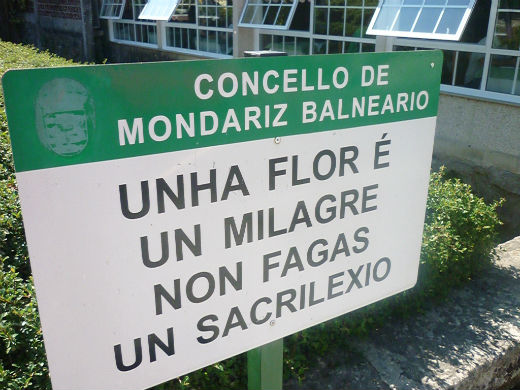 CONCELLO DE
MONDARIZ BALNEARIO
UNHA FLOR É
UN MILAGRE
NON FAGAS
UN SACRILEXIO